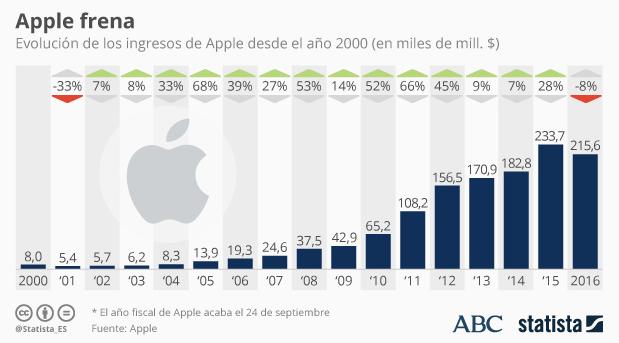 Apple frena
Evolución de los ingresos de Apple desde el año 2000 (en miles de mill. $)
-33% 7% 8% 33% 68% 39% 27% 53% 14% 52% 66% 45% 9% 7% 28% -8%
8,0 5,4 5,7 6,2 8,3 13,9 19,3 24,6 37,5 42,9 65,2 108,2 156,5 170,9 182,8 233,7 215,6
2000 ‘01 ‘02 ‘03 ‘04 ‘05 ‘06 ‘07 ‘08 ‘09 ‘10 ‘11 ‘12 ‘13 ‘14 ‘15 2016
* El año fiscal de Apple acaba el 24 de septiembre
@Statista_ES Fuente: Apple
ABC statista